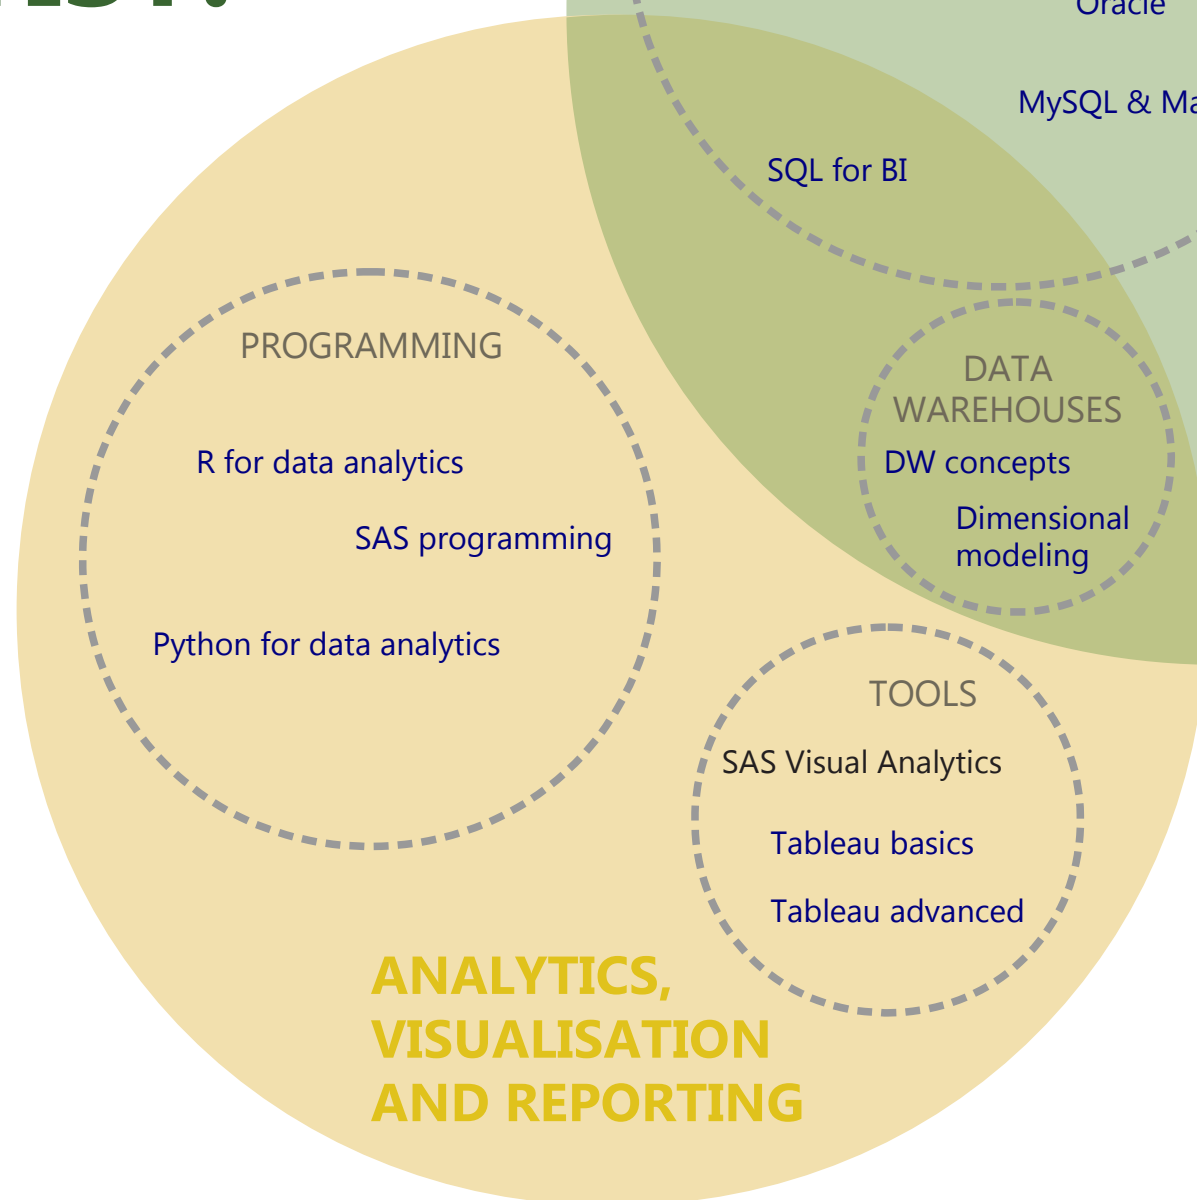 Oracle
MySQL &
SQL for BI
PROGRAMMING
R for data analytics
SAS programming
Python for data analytics
DATA
WAREHOUSES
DW concepts
Dimensional
modeling
TOOLS
SAS Visual Analytics
Tableau basics
Tableau advanced
ANALYTICS,
VISUALISATION
AND REPORTING